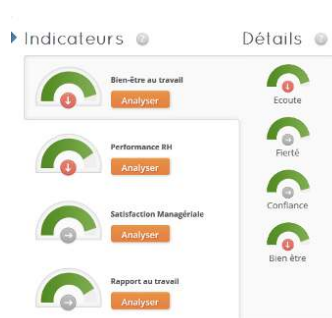 Indicateurs ?
Détails ?
Bien-être au travail
Analyser
Performance RH
Analyser
Satisfaction Managériale
Analyser
Rapport au travail
Analyser
Ecoute
Fierté
Confiance
Bien être